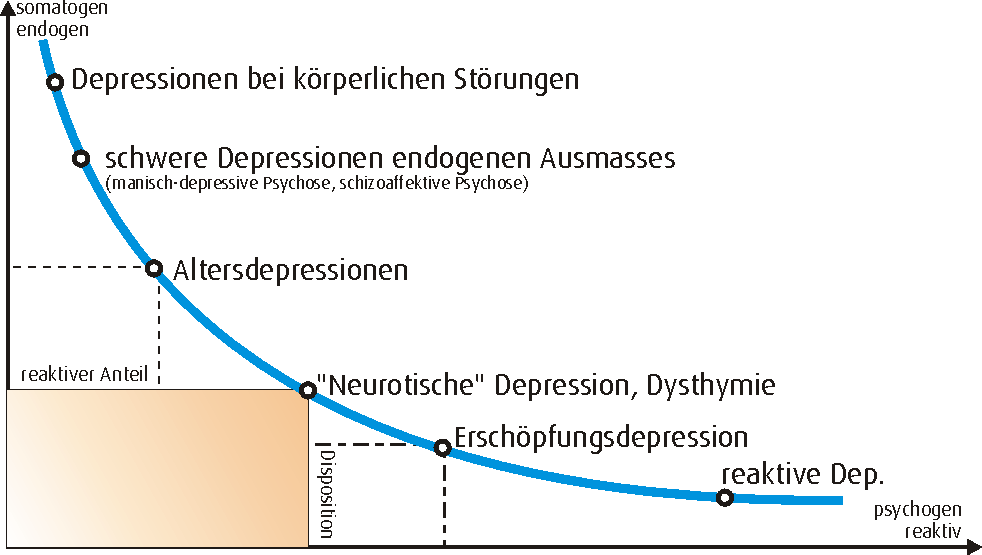 somatogen
endogen
Depressionen bei körperlichen Störungen
schwere Depressionen endogenen Ausmasses
(manisch-depressive Psychose, schizoaffektive Psychose)
Altersdepressionen
reaktiver Anteil
"Neurotische" Depression, Dysthymie
Erschöpfungsdepression
Disposition
reaktive Dep.
psychogen
reaktiv